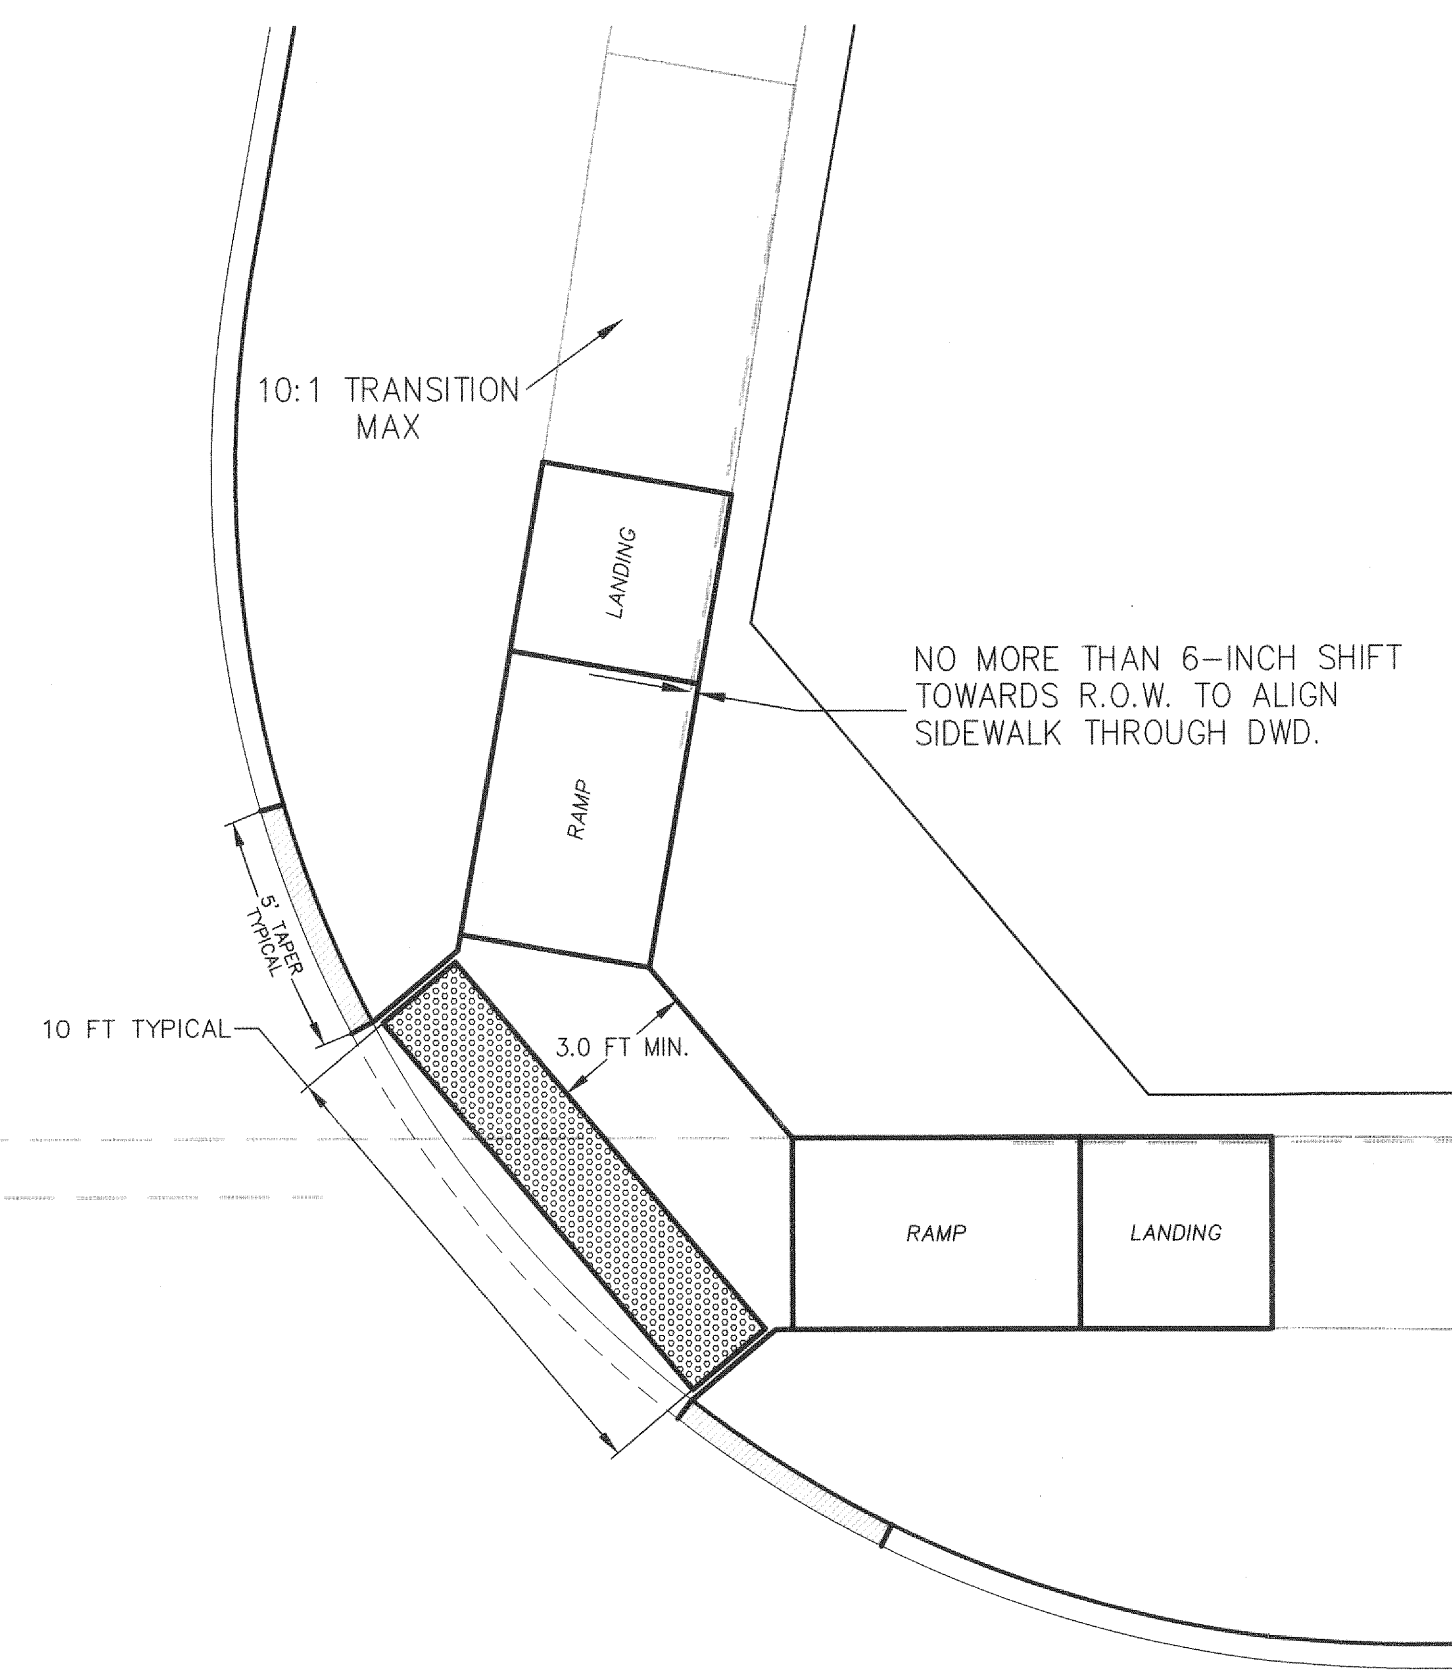 10:1 TRANSITION
MAX
LANDING
NO MORE THAN 6-INCH SHIFT
TOWARDS R.O.W. TO ALIGN
SIDEWALK THROUGH DWD.
RAMP
5' TAPER
TYPICAL
10 FT TYPICAL
3.0 FT MIN.
RAMP
LANDING